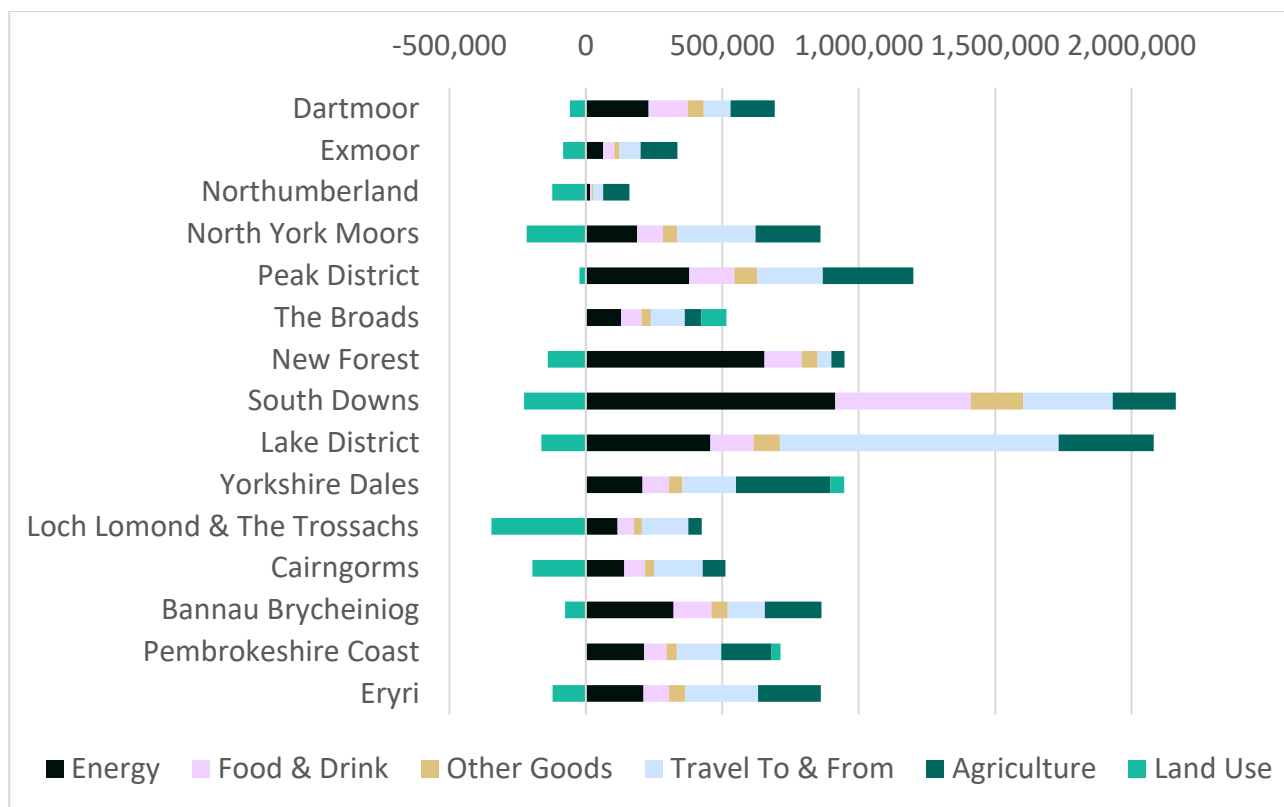 -500,000 0 500,000 1,000,000 1,500,000 2,000,000
Dartmoor
Exmoor
Northumberland
North York Moors
Peak District
The Broads
New Forest
South Downs
Lake District
Yorkshire Dales
Loch Lomond & The Trossachs
Cairngorms
Bannau Brycheiniog
Pembrokeshire Coast
Eryri
Energy Food & Drink Other Goods Travel To & From Agriculture Land Use